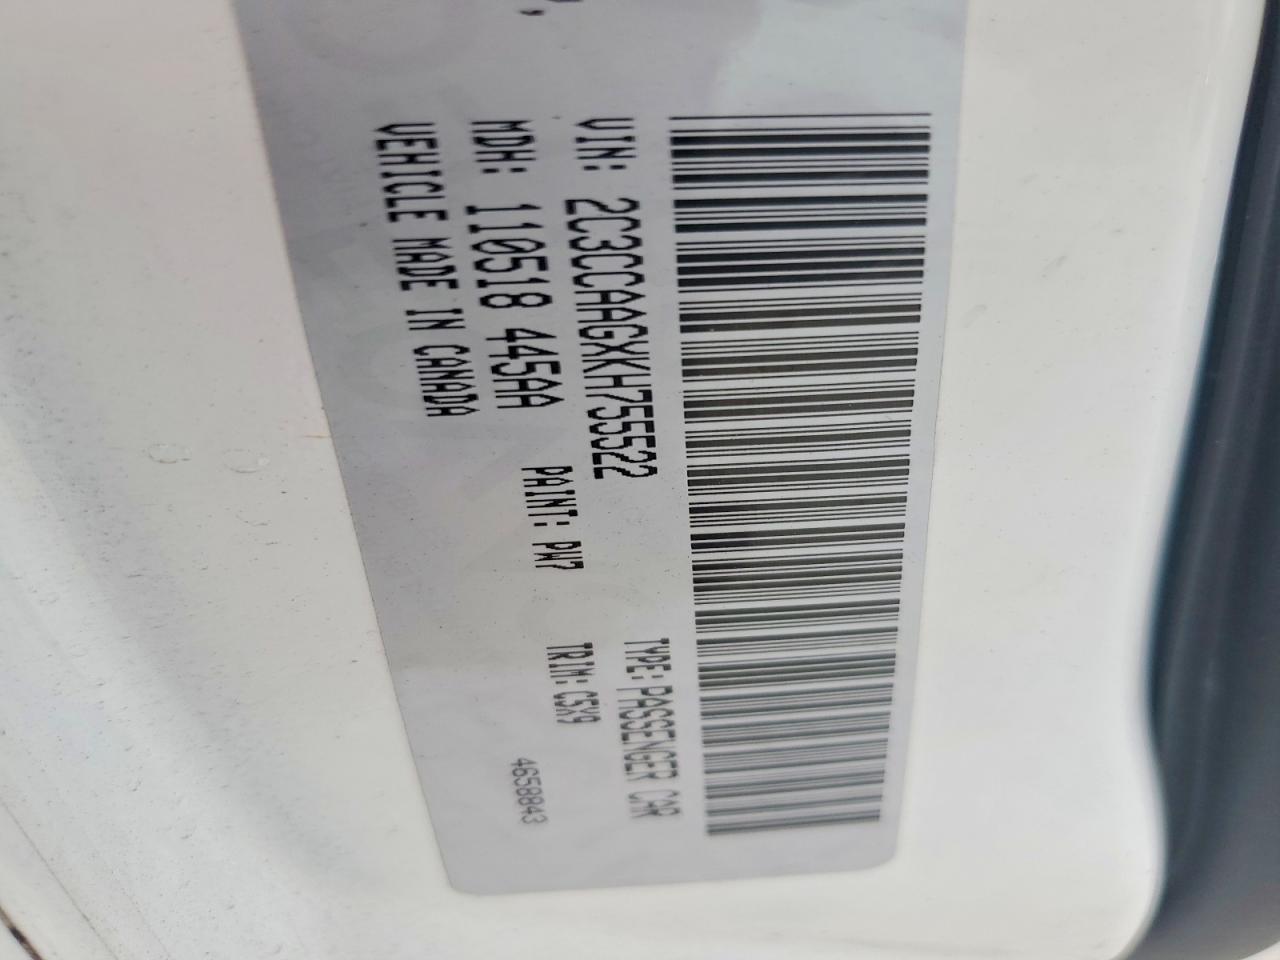 VIN: 2C3CCAAGXKH755522
TYPE: PASSENGER CAR
MDH: 110518 445AA
PAINT: PW7
TRIM: C5X9
VEHICLE MADE IN CANADA
4658843